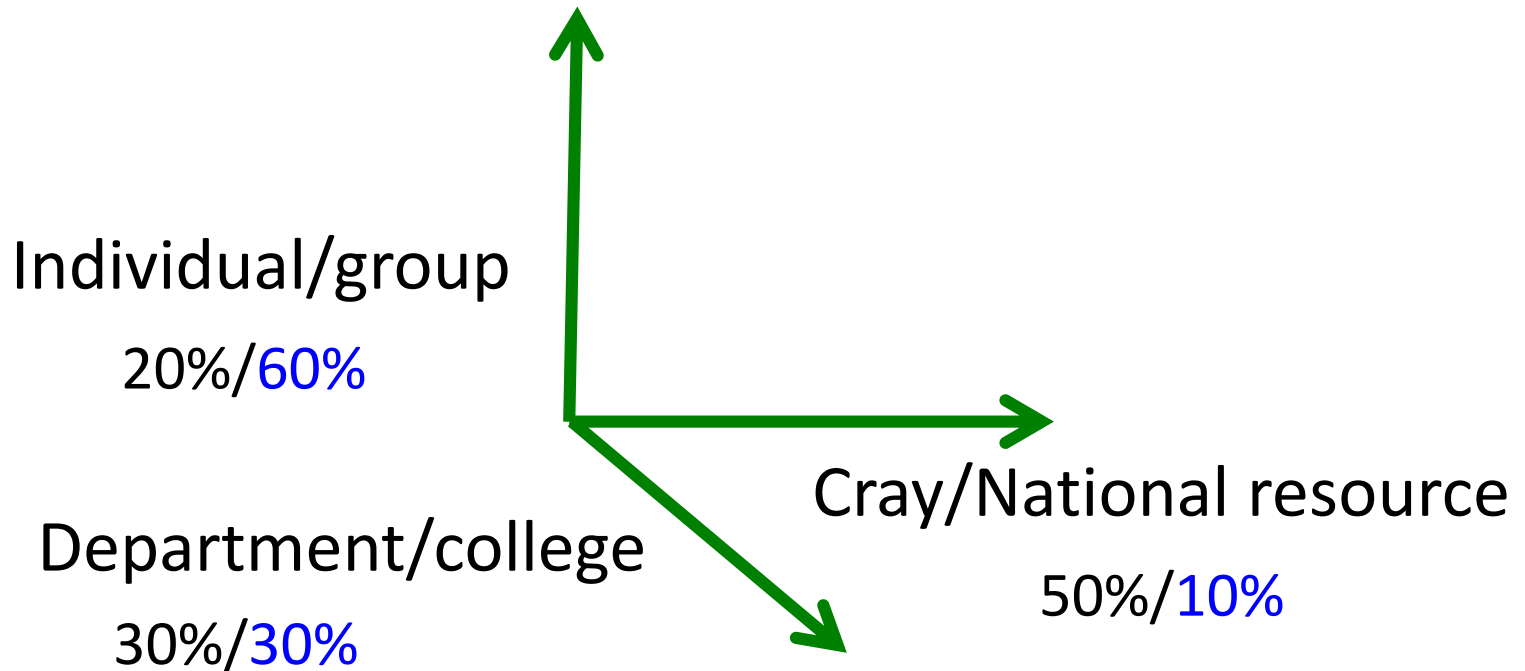 Individual/group
20%/60%
Department/college
30%/30%
Cray/National resource
50%/10%